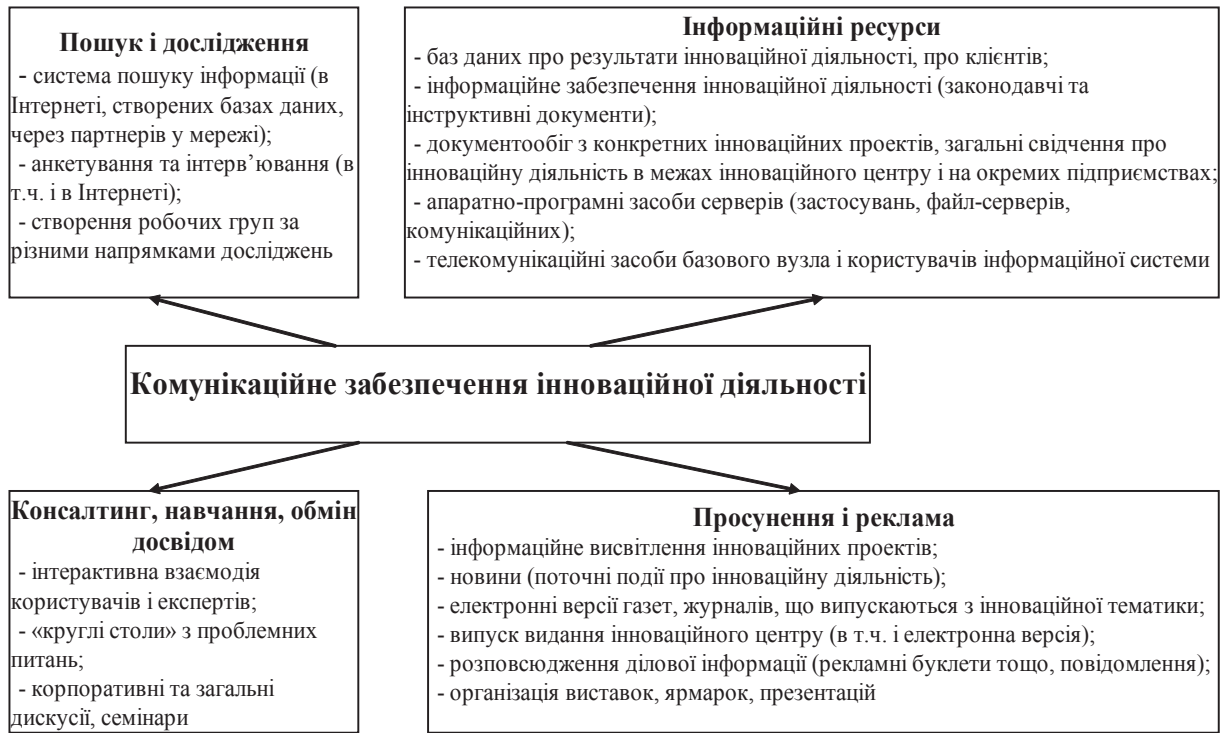 Пошук і дослідження
- система пошуку інформації (в
Інтернеті, створених базах даних,
через партнерів у мережі);
- анкетування та інтерв’ювання (в
т.ч. і в Інтернеті);
- створення робочих груп за
різними напрямками досліджень
Інформаційні ресурси
- баз даних про результати інноваційної діяльності, про клієнтів;
- інформаційне забезпечення інноваційної діяльності (законодавчі та
інструктивні документи);
- документообіг з конкретних інноваційних проектів, загальні свідчення про
інноваційну діяльність в межах інноваційного центру і на окремих підприємствах;
- апаратно-програмні засоби серверів (застосувань, файл-серверів,
комунікаційних);
- телекомунікаційні засоби базового вузла і користувачів інформаційної системи
Комунікаційне забезпечення інноваційної діяльності
Консалтинг, навчання, обмін
досвідом
- інтерактивна взаємодія
користувачів і експертів;
- «круглі столи» з проблемних
питань;
- корпоративні та загальні
дискусії, семінари
Просунення і реклама
- інформаційне висвітлення інноваційних проектів;
- новини (поточні події про інноваційну діяльність);
- електронні версії газет, журналів, що випускаються з інноваційної тематики;
- випуск видання інноваційного центру (в т.ч. і електронна версія);
- розповсюдження ділової інформації (рекламні буклети тощо, повідомлення);
- організація виставок, ярмарок, презентацій